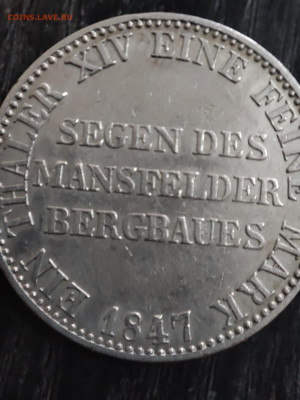 COINS.LAVE.RU
EIN THALER XIV EINE FEINE MARK
SEGEN DES
MANSFELDER
BERGBAUES
1847